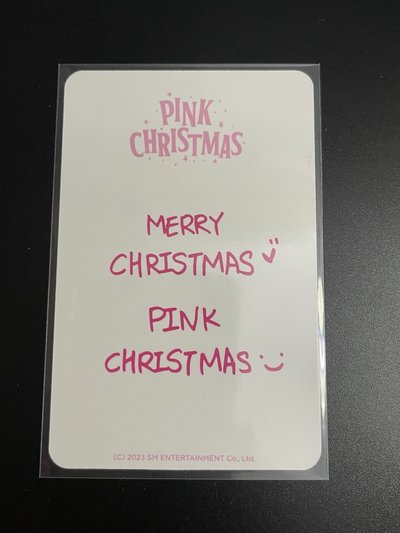 PINK
CHRISTMAS
MERRY
CHRISTMAS
PINK
CHRISTMAS
(C) 2023 SM ENTERTAINMENT Co., Ltd.